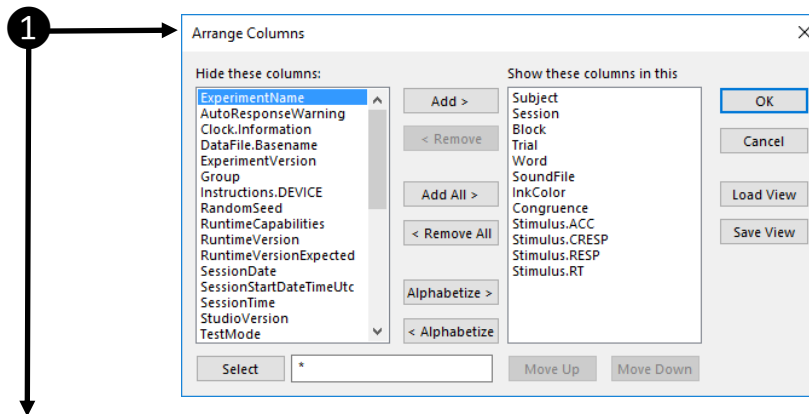 1
Arrange Columns
Hide these columns:
ExperimentName
AutoResponseWarning
Clock.Information
DataFile.Basename
ExperimentVersion
Group
Instructions.DEVICE
RandomSeed
RuntimeCapabilities
RuntimeVersion
RuntimeVersionExpected
SessionDate
SessionStartDateTimeUtc
SessionTime
StudioVersion
TestMode
Select
*
Add >
< Remove
Add All >
< Remove All
Alphabetize >
< Alphabetize
Show these columns in this
Subject
Session
Block
Trial
Word
SoundFile
InkColor
Congruence
Stimulus.ACC
Stimulus.CRESP
Stimulus.RESP
Stimulus.RT
Move Up
Move Down
OK
Cancel
Load View
Save View